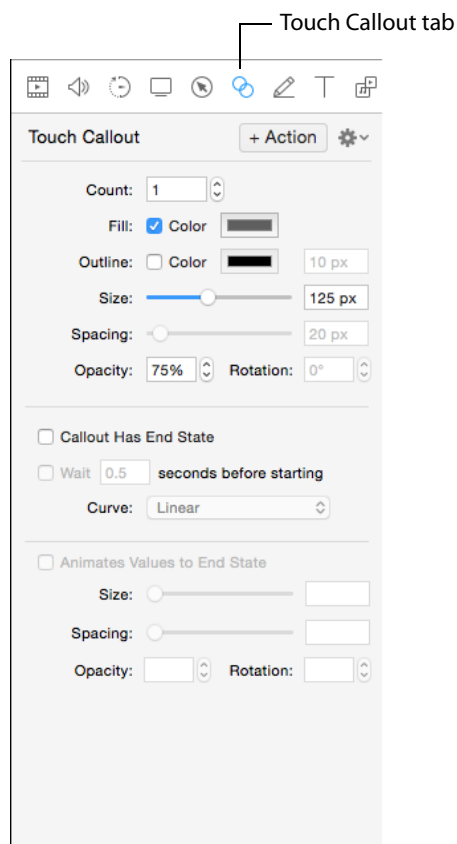 Touch Callout tab
Touch Callout + Action
Count: 1
Fill: Color
Outline: Color 10 px
Size: 125 px
Spacing: 20 px
Opacity: 75% Rotation: 0°
Callout Has End State
Wait 0.5 seconds before starting
Curve: Linear
Animates Values to End State
Size:
Spacing:
Opacity: Rotation: